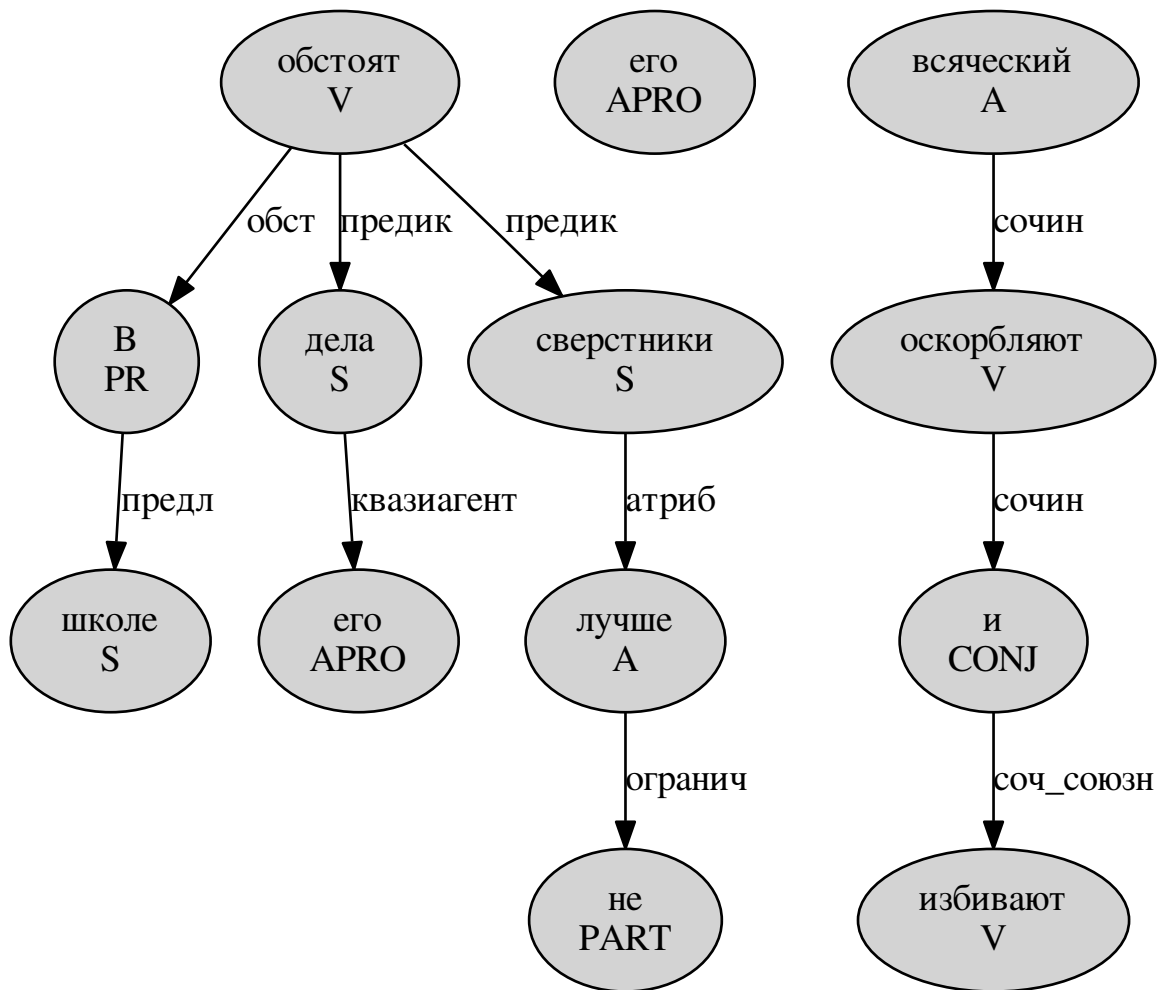 обстоят
V
его
APRO
всяческий
A
обст
предик
предик
сочин
В
PR
дела
S
сверстники
S
оскорбляют
V
предл
квазиагент
атриб
сочин
школе
S
его
APRO
лучше
A
и
CONJ
огранич
соч_союзн
не
PART
избивают
V